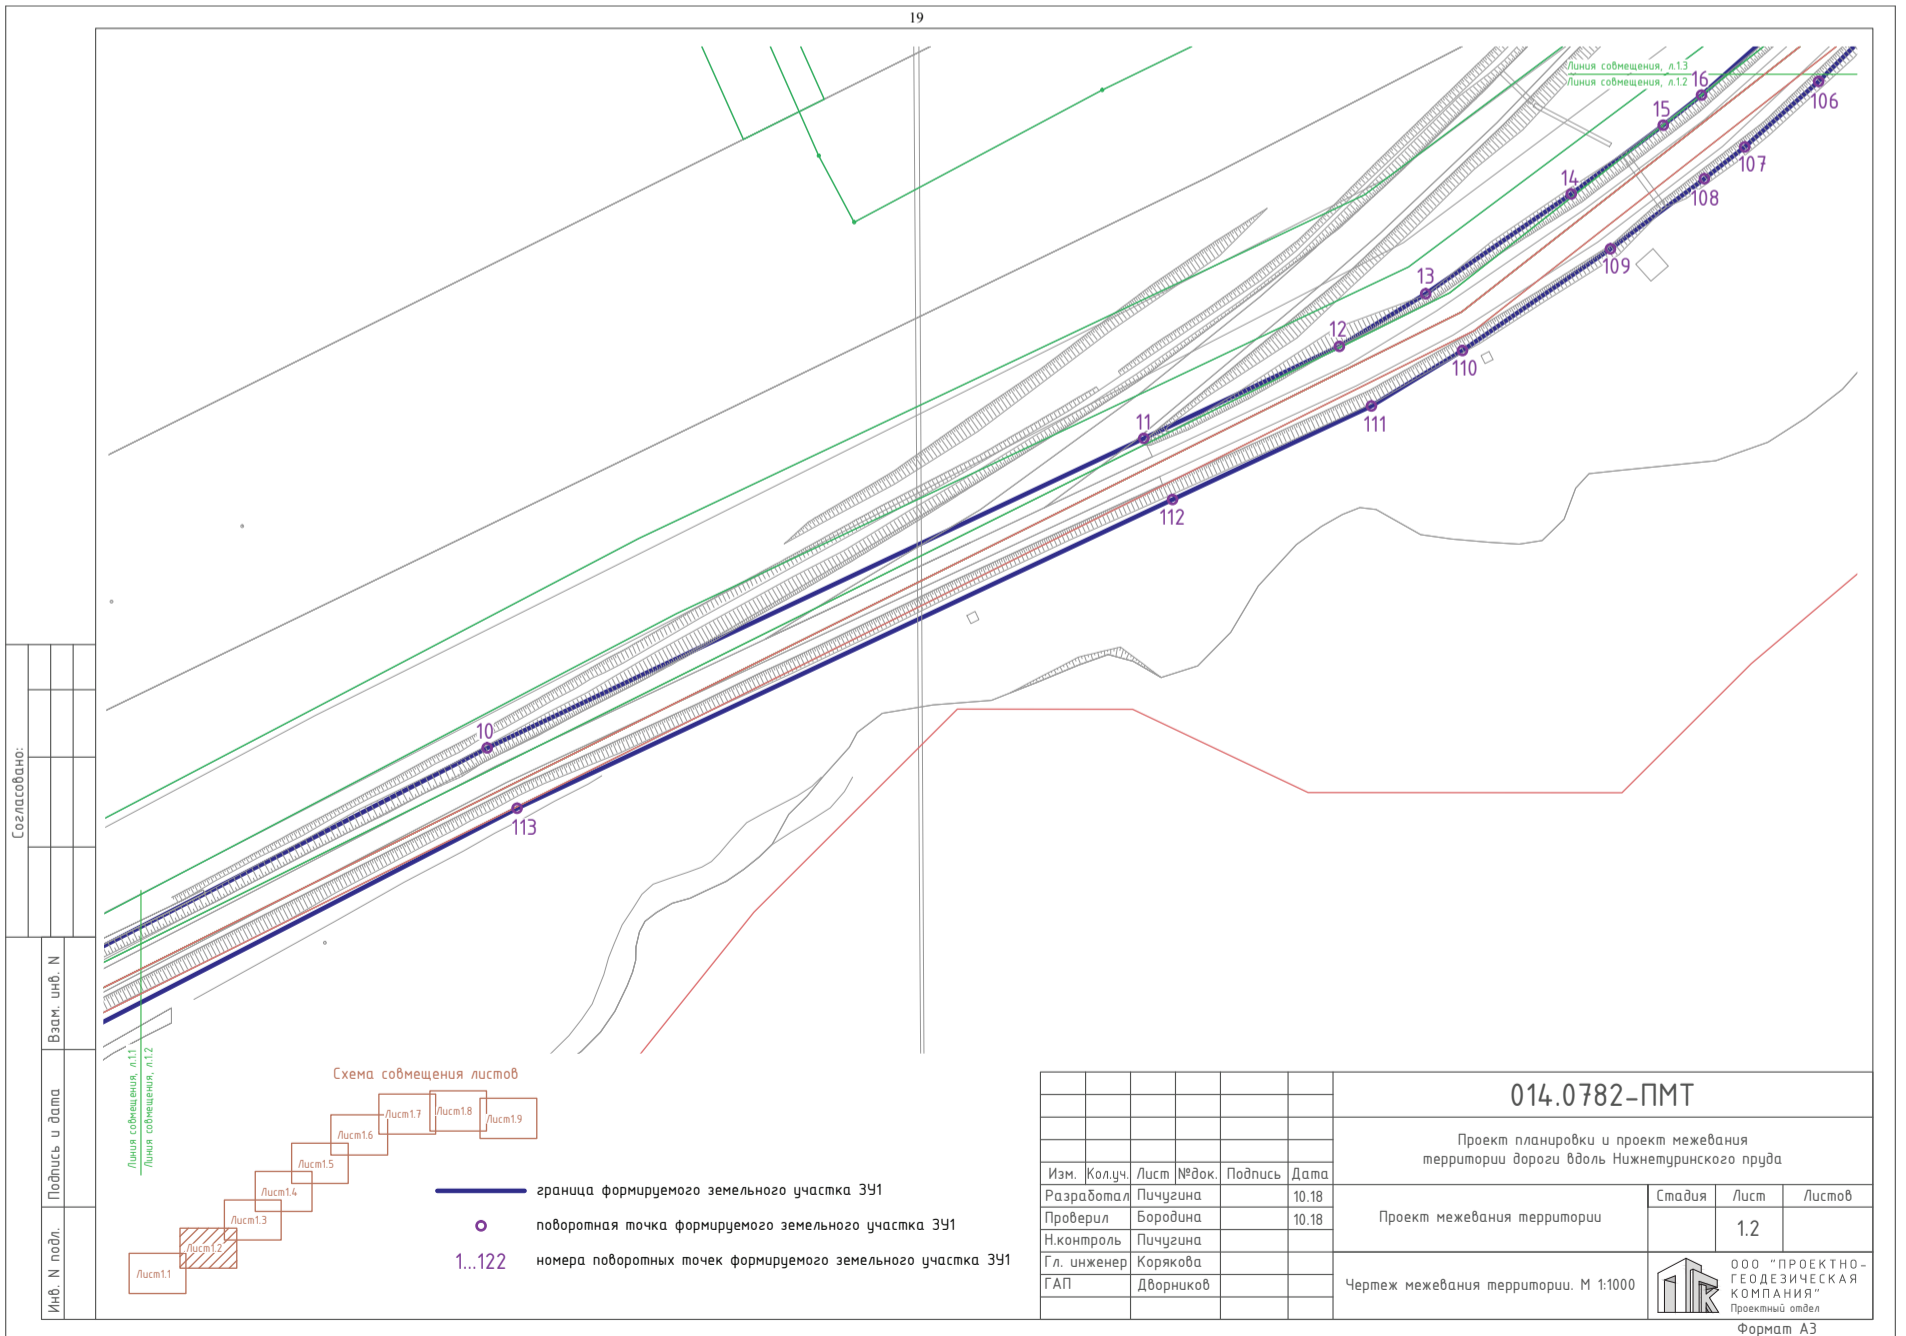 19
Линия совмещения, л.1.3
Линия совмещения, л.1.2
16
106
15
107
14
108
109
13
12
110
11
111
112
10
113
Согласовано:
Взам. инв. N
Подпись и дата
Инв. N подл.
Линия совмещения, л.1.1
Линия совмещения, л.1.2
Схема совмещения листов
Лист1.1
Лист1.2
Лист1.3
Лист1.4
Лист1.5
Лист1.6
Лист1.7
Лист1.8
Лист1.9
граница формируемого земельного участка ЗУ1
поворотная точка формируемого земельного участка ЗУ1
1...122 номера поворотных точек формируемого земельного участка ЗУ1
014.0782-ПМТ
Проект планировки и проект межевания
территории дороги вдоль Нижнетуринского пруда
Изм. Кол.уч. Лист №док. Подпись Дата
Разработал Пичугина 10.18
Проверил Бородина 10.18
Н.контроль Пичугина
Гл. инженер Корякова
ГАП Дворников
Проект межевания территории
Стадия Лист Листов
1.2
Чертеж межевания территории. М 1:1000
ООО "ПРОЕКТНО-
ГЕОДЕЗИЧЕСКАЯ
КОМПАНИЯ"
Проектный отдел
Формат А3